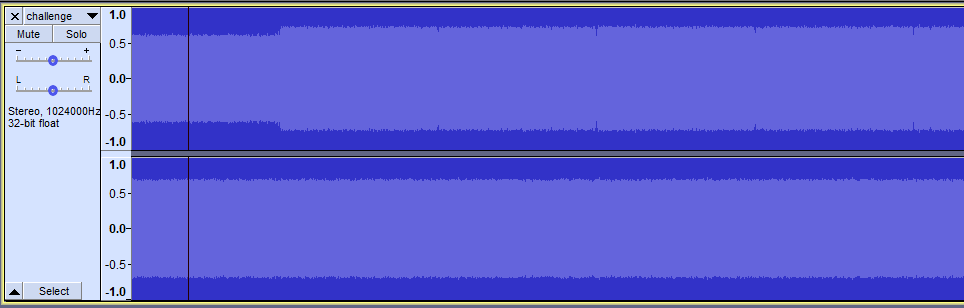 challenge
Mute Solo
- +
L R
Stereo, 1024000Hz
32-bit float
Select
1.0
0.5
0.0
-0.5
-1.0
1.0
0.5
0.0
-0.5
-1.0